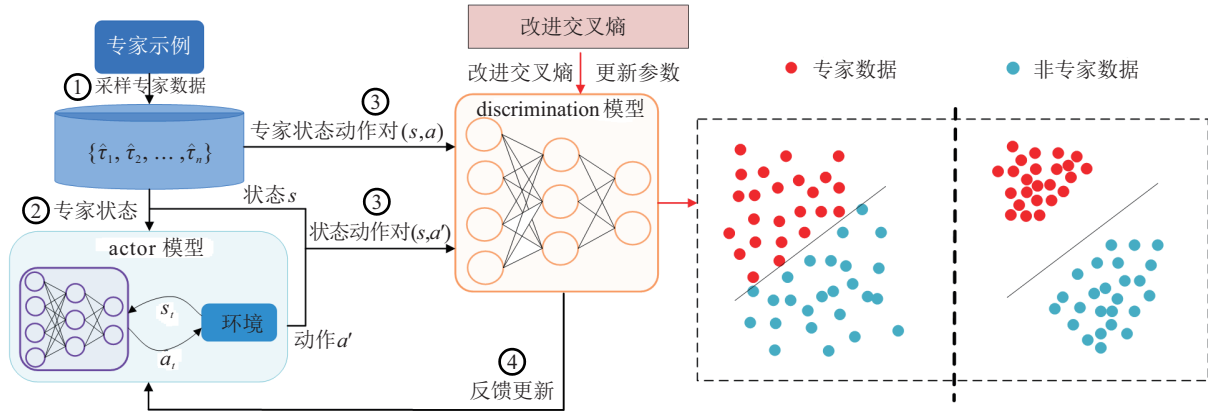 专家示例
① 采样专家数据
{τ̂₁, τ̂₂, … ,τ̂ₙ}
② 专家状态
actor 模型
sₜ
aₜ
环境
状态 s
动作 a′
③
专家状态动作对(s,a)
③
状态动作对(s,a′)
④
反馈更新
改进交叉熵
改进交叉熵 更新参数
discrimination 模型
专家数据
非专家数据